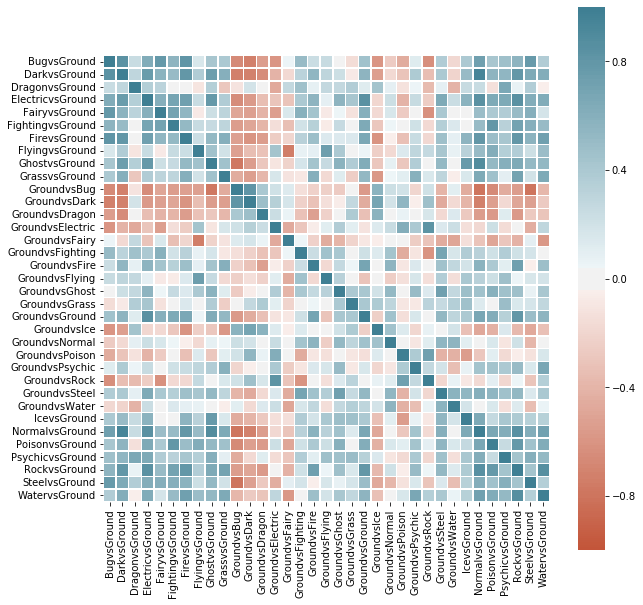 BugvsGround
DarkvsGround
DragonvsGround
ElectricvsGround
FairyvsGround
FightingvsGround
FirevsGround
FlyingvsGround
GhostvsGround
GrassvsGround
GroundvsBug
GroundvsDark
GroundvsDragon
GroundvsElectric
GroundvsFairy
GroundvsFighting
GroundvsFire
GroundvsFlying
GroundvsGhost
GroundvsGrass
GroundvsGround
GroundvsIce
GroundvsNormal
GroundvsPoison
GroundvsPsychic
GroundvsRock
GroundvsSteel
GroundvsWater
IcevsGround
NormalvsGround
PoisonvsGround
PsychicvsGround
RockvsGround
SteelvsGround
WatervsGround
BugvsGround
DarkvsGround
DragonvsGround
ElectricvsGround
FairyvsGround
FightingvsGround
FirevsGround
FlyingvsGround
GhostvsGround
GrassvsGround
GroundvsBug
GroundvsDark
GroundvsDragon
GroundvsElectric
GroundvsFairy
GroundvsFighting
GroundvsFire
GroundvsFlying
GroundvsGhost
GroundvsGrass
GroundvsGround
GroundvsIce
GroundvsNormal
GroundvsPoison
GroundvsPsychic
GroundvsRock
GroundvsSteel
GroundvsWater
IcevsGround
NormalvsGround
PoisonvsGround
PsychicvsGround
RockvsGround
SteelvsGround
WatervsGround
0.8
0.4
0.0
−0.4
−0.8